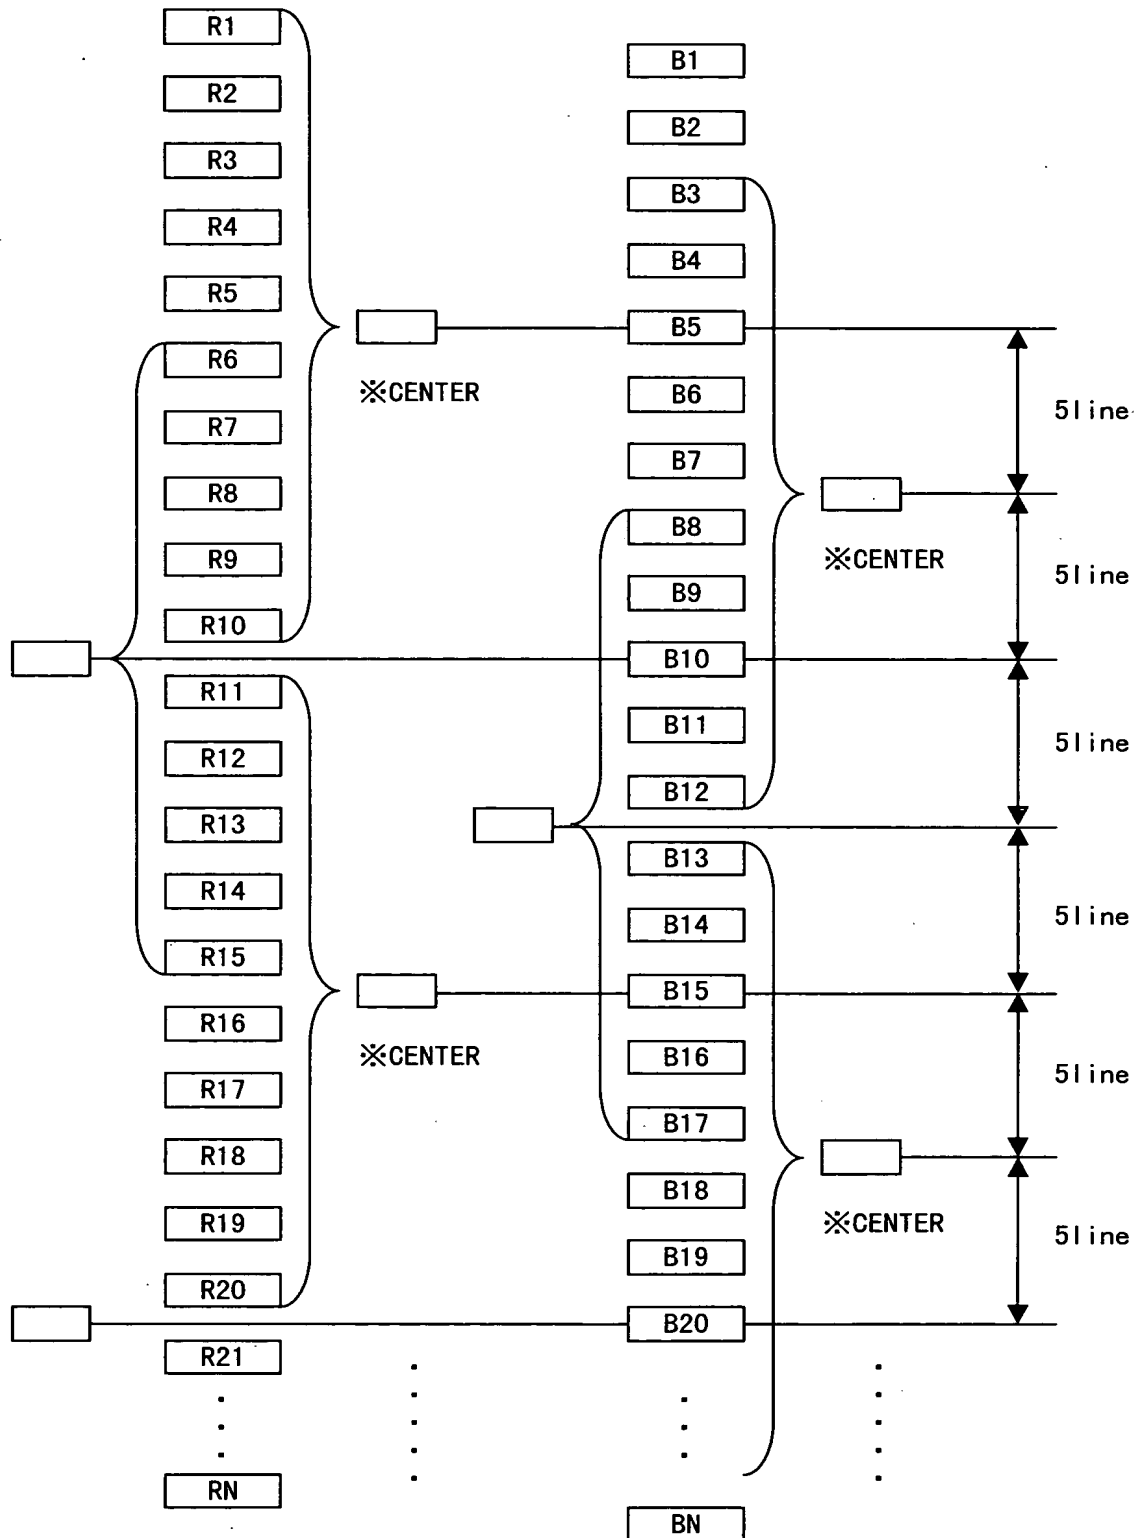 R1
B1
R2
B2
R3
B3
R4
B4
R5
B5
R6
※CENTER
B6
5line
R7
B7
R8
B8
※CENTER
R9
B9
5line
R10
B10
R11
B11
5line
R12
B12
R13
B13
R14
B14
5line
R15
B15
R16
※CENTER
B16
5line
R17
B17
R18
B18
※CENTER
R19
B19
5line
R20
B20
R21
RN
BN